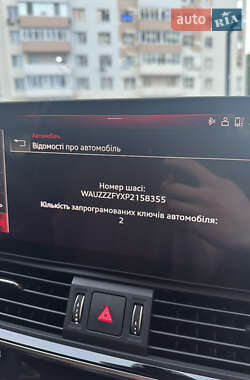 AUTO RIA
Автомобіль
Відомості про автомобіль
Номер шасі:
WAUZZZFYXP2158355
Кількість запрограмованих ключів автомобіля:
2